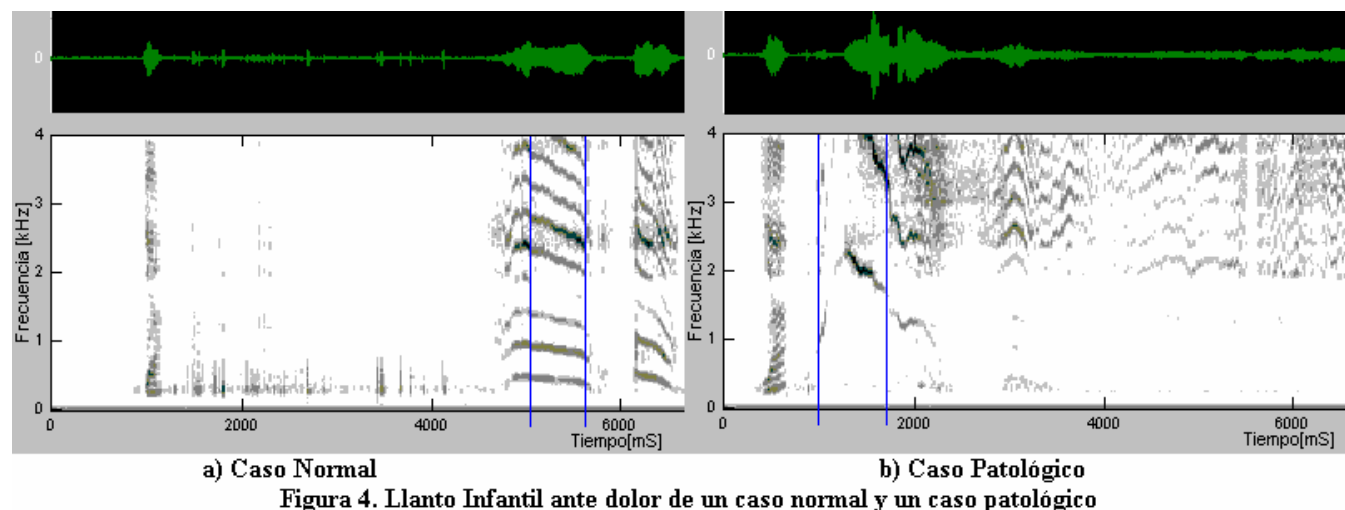 0
0
4
3
2
1
0
Frecuencia [kHz]
0
2000
4000
6000
Tiempo[mS]
4
3
2
1
0
Frecuencia [kHz]
0
2000
4000
6000
Tiempo[mS]
a) Caso Normal
b) Caso Patológico
Figura 4. Llanto Infantil ante dolor de un caso normal y un caso patológico